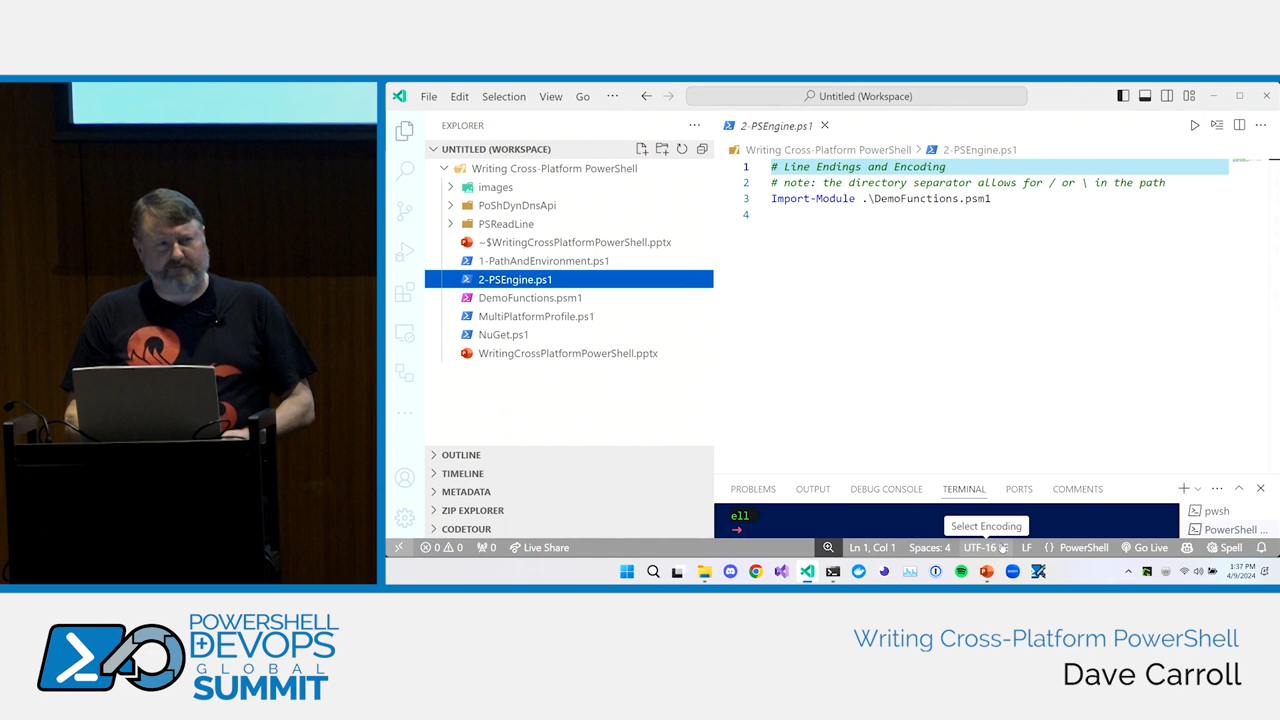 File Edit Selection View Go ··· Untitled (Workspace)
EXPLORER
UNTITLED (WORKSPACE)
Writing Cross-Platform PowerShell
images
PoShDynDnsApi
PSReadLine
~$WritingCrossPlatformPowerShell.pptx
1-PathAndEnvironment.ps1
2-PSEngine.ps1
DemoFunctions.psm1
MultiPlatformProfile.ps1
NuGet.ps1
WritingCrossPlatformPowerShell.pptx
OUTLINE
TIMELINE
METADATA
ZIP EXPLORER
CODETOUR
2-PSEngine.ps1
Writing Cross-Platform PowerShell > 2-PSEngine.ps1
1 # Line Endings and Encoding
2 # note: the directory separator allows for / or \ in the path
3 Import-Module .\DemoFunctions.psm1
4
PROBLEMS OUTPUT DEBUG CONSOLE TERMINAL PORTS COMMENTS
ell
pwsh
PowerShell ...
Select Encoding
0 0 0 Live Share Ln 1, Col 1 Spaces: 4 UTF-16 LF {} PowerShell Go Live Spell
1:37 PM
4/9/2024
POWERSHELL
DEVOPS
GLOBAL
SUMMIT
Writing Cross-Platform PowerShell
Dave Carroll